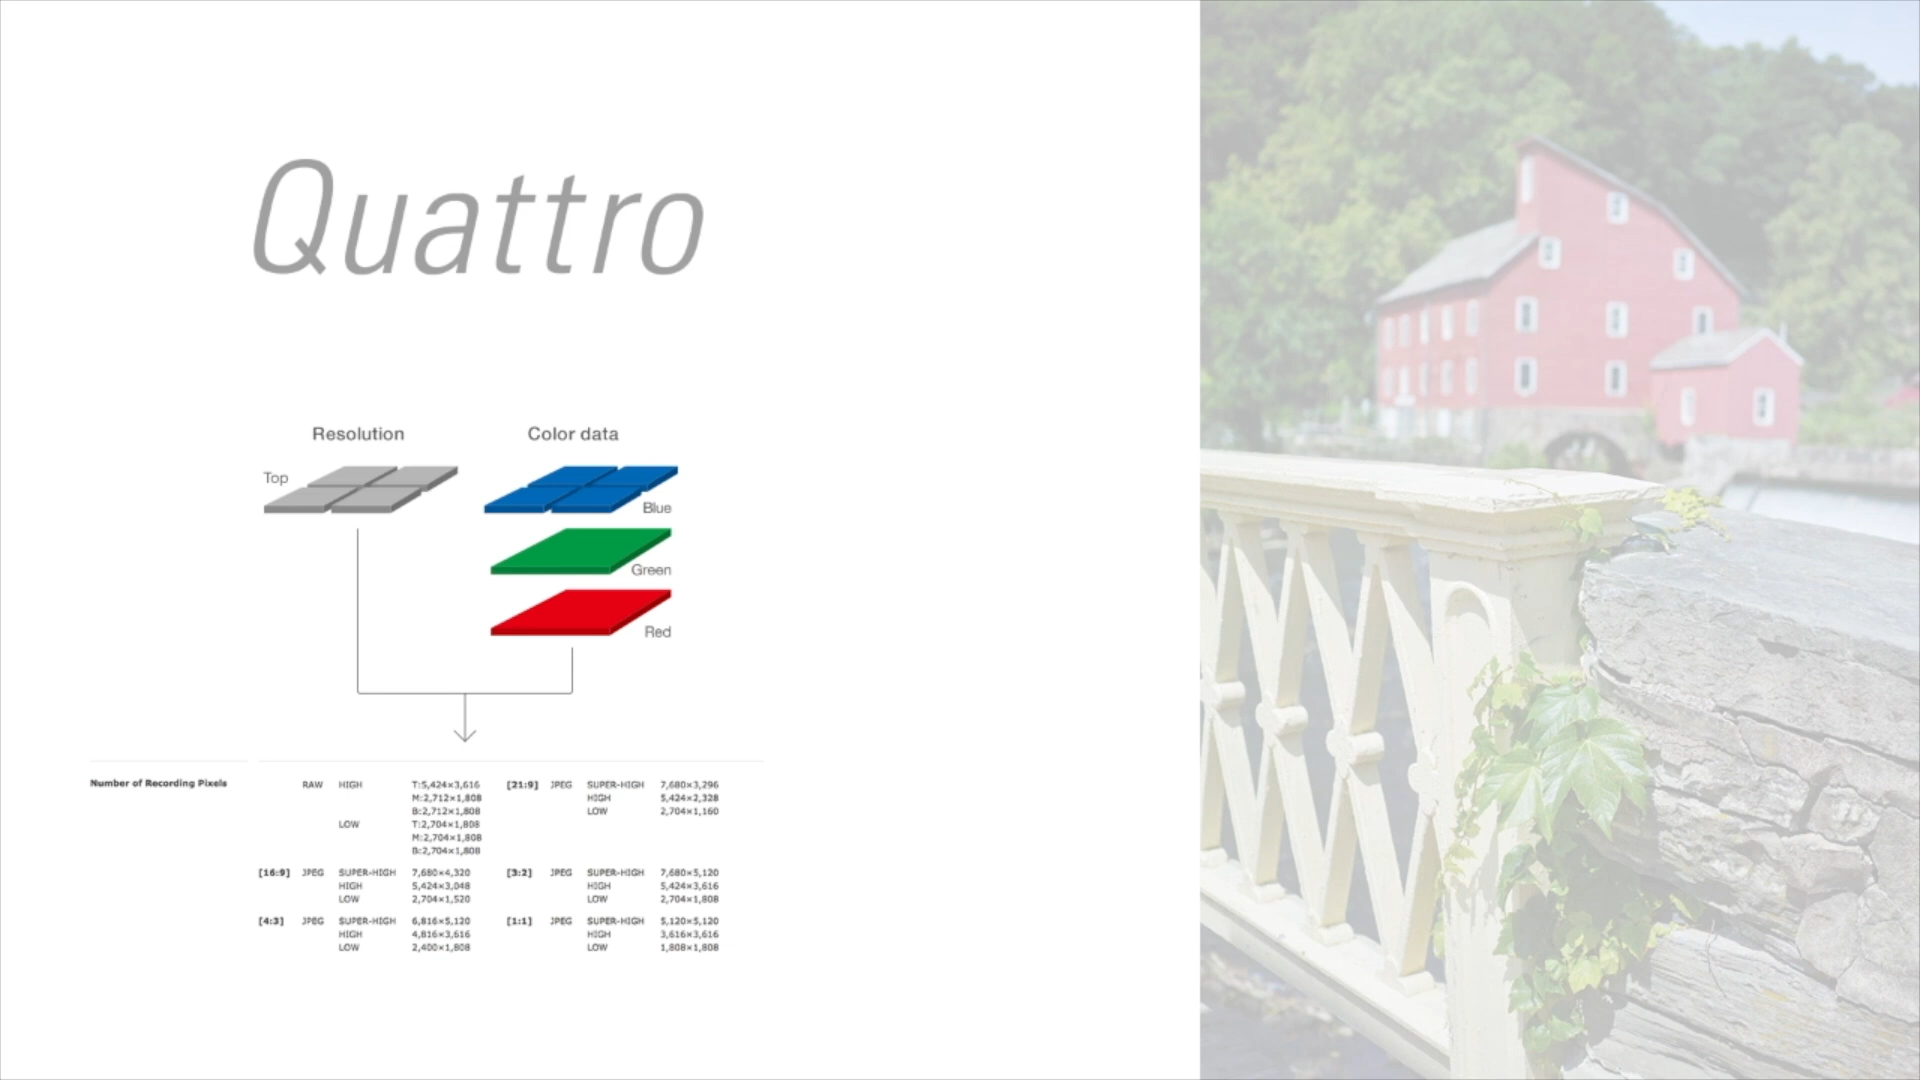 Quattro
Resolution
Color data
Top
Blue
Green
Red
Number of Recording Pixels
RAW HIGH T:5,424×3,616 [21:9] JPEG SUPER-HIGH 7,680×3,296
M:2,712×1,808 HIGH 5,424×2,328
B:2,712×1,808 LOW 2,704×1,160
LOW T:2,704×1,808
M:2,704×1,808
B:2,704×1,808
[16:9] JPEG SUPER-HIGH 7,680×4,320 [3:2] JPEG SUPER-HIGH 7,680×5,120
HIGH 5,424×3,048 HIGH 5,424×3,616
LOW 2,704×1,520 LOW 2,704×1,808
[4:3] JPEG SUPER-HIGH 6,816×5,120 [1:1] JPEG SUPER-HIGH 5,120×5,120
HIGH 4,816×3,616 HIGH 3,616×3,616
LOW 2,400×1,808 LOW 1,808×1,808